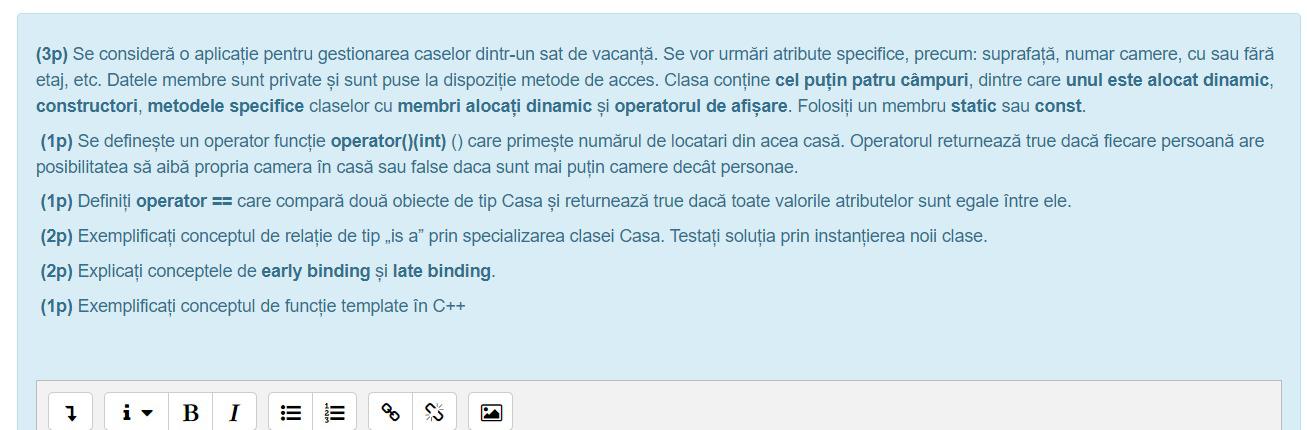 (3p) Se consideră o aplicație pentru gestionarea caselor dintr-un sat de vacanță. Se vor urmări atribute specifice, precum: suprafață, numar camere, cu sau fără
etaj, etc. Datele membre sunt private și sunt puse la dispoziție metode de acces. Clasa conține cel puțin patru câmpuri, dintre care unul este alocat dinamic,
constructori, metodele specifice claselor cu membri alocați dinamic și operatorul de afișare. Folosiți un membru static sau const.
(1p) Se definește un operator funcție operator()(int) () care primește numărul de locatari din acea casă. Operatorul returnează true dacă fiecare persoană are
posibilitatea să aibă propria camera în casă sau false daca sunt mai puțin camere decât personae.
(1p) Definiți operator == care compară două obiecte de tip Casa și returnează true dacă toate valorile atributelor sunt egale între ele.
(2p) Exemplificați conceptul de relație de tip „is a” prin specializarea clasei Casa. Testați soluția prin instanțierea noii clase.
(2p) Explicați conceptele de early binding și late binding.
(1p) Exemplificați conceptul de funcție template în C++
i B I